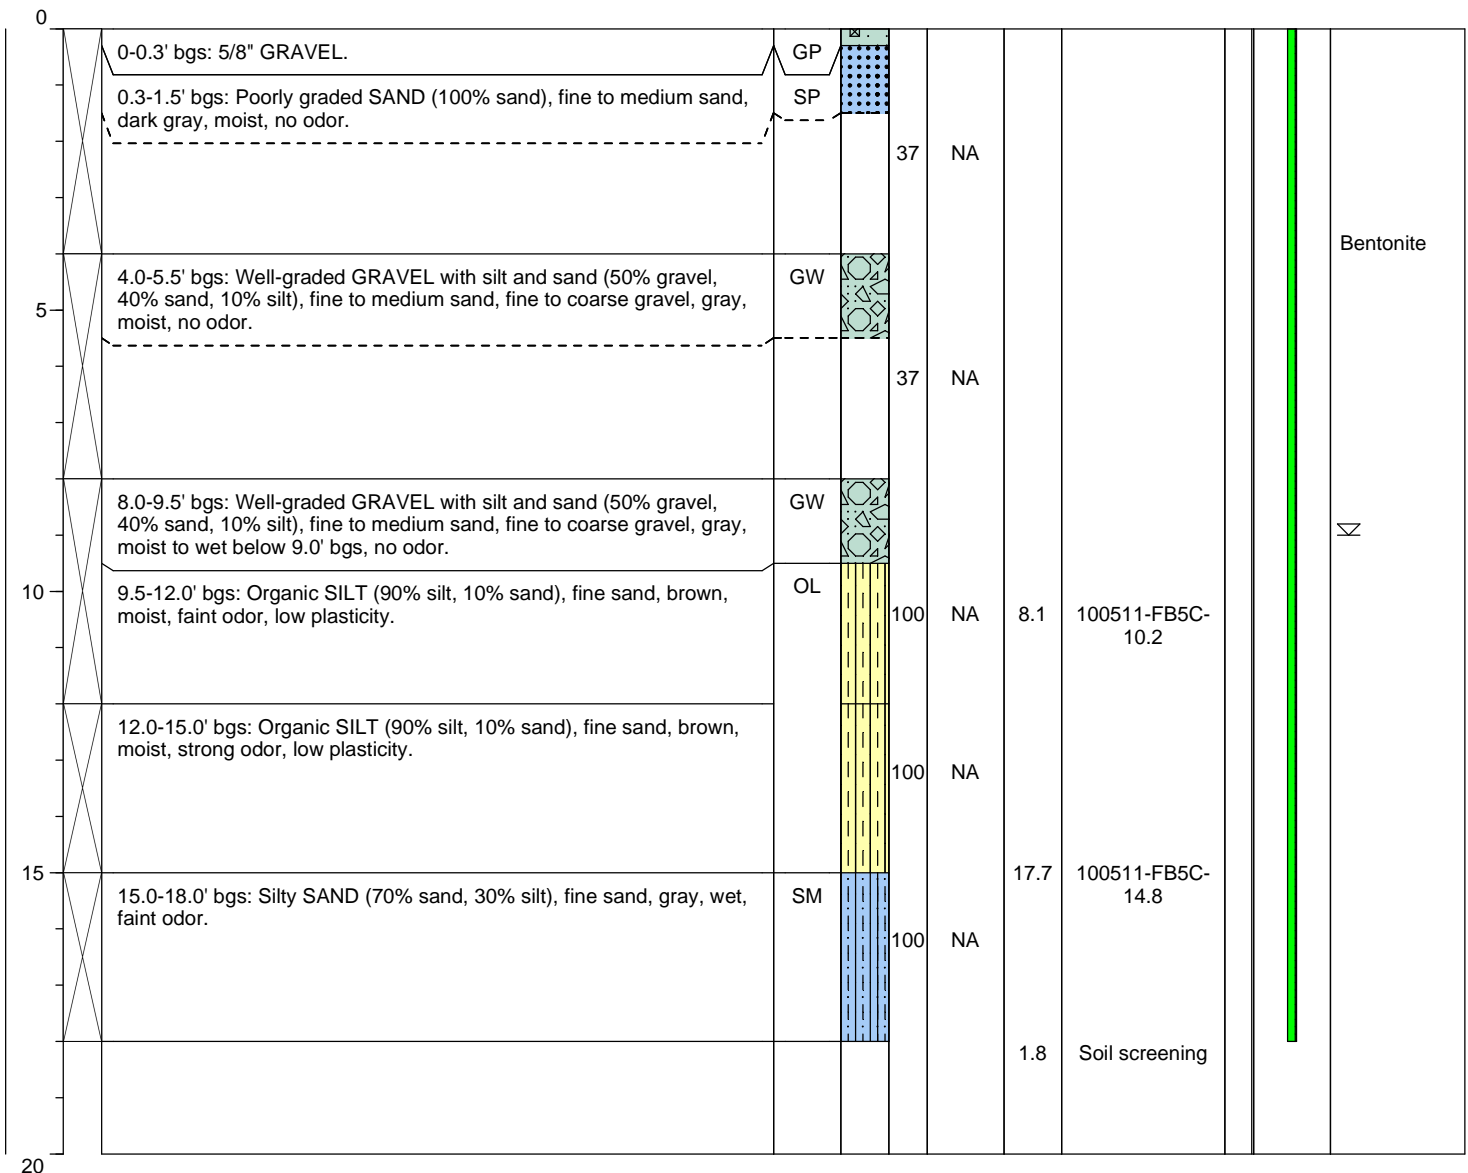 0
0-0.3' bgs: 5/8" GRAVEL.
GP
0.3-1.5' bgs: Poorly graded SAND (100% sand), fine to medium sand,
dark gray, moist, no odor.
SP
37
NA
Bentonite
4.0-5.5' bgs: Well-graded GRAVEL with silt and sand (50% gravel,
40% sand, 10% silt), fine to medium sand, fine to coarse gravel, gray,
moist, no odor.
GW
5
37
NA
8.0-9.5' bgs: Well-graded GRAVEL with silt and sand (50% gravel,
40% sand, 10% silt), fine to medium sand, fine to coarse gravel, gray,
moist to wet below 9.0' bgs, no odor.
GW
9.5-12.0' bgs: Organic SILT (90% silt, 10% sand), fine sand, brown,
moist, faint odor, low plasticity.
OL
10
100
NA
8.1
100511-FB5C-
10.2
12.0-15.0' bgs: Organic SILT (90% silt, 10% sand), fine sand, brown,
moist, strong odor, low plasticity.
100
NA
15
17.7
100511-FB5C-
14.8
15.0-18.0' bgs: Silty SAND (70% sand, 30% silt), fine sand, gray, wet,
faint odor.
SM
100
NA
1.8
Soil screening
20